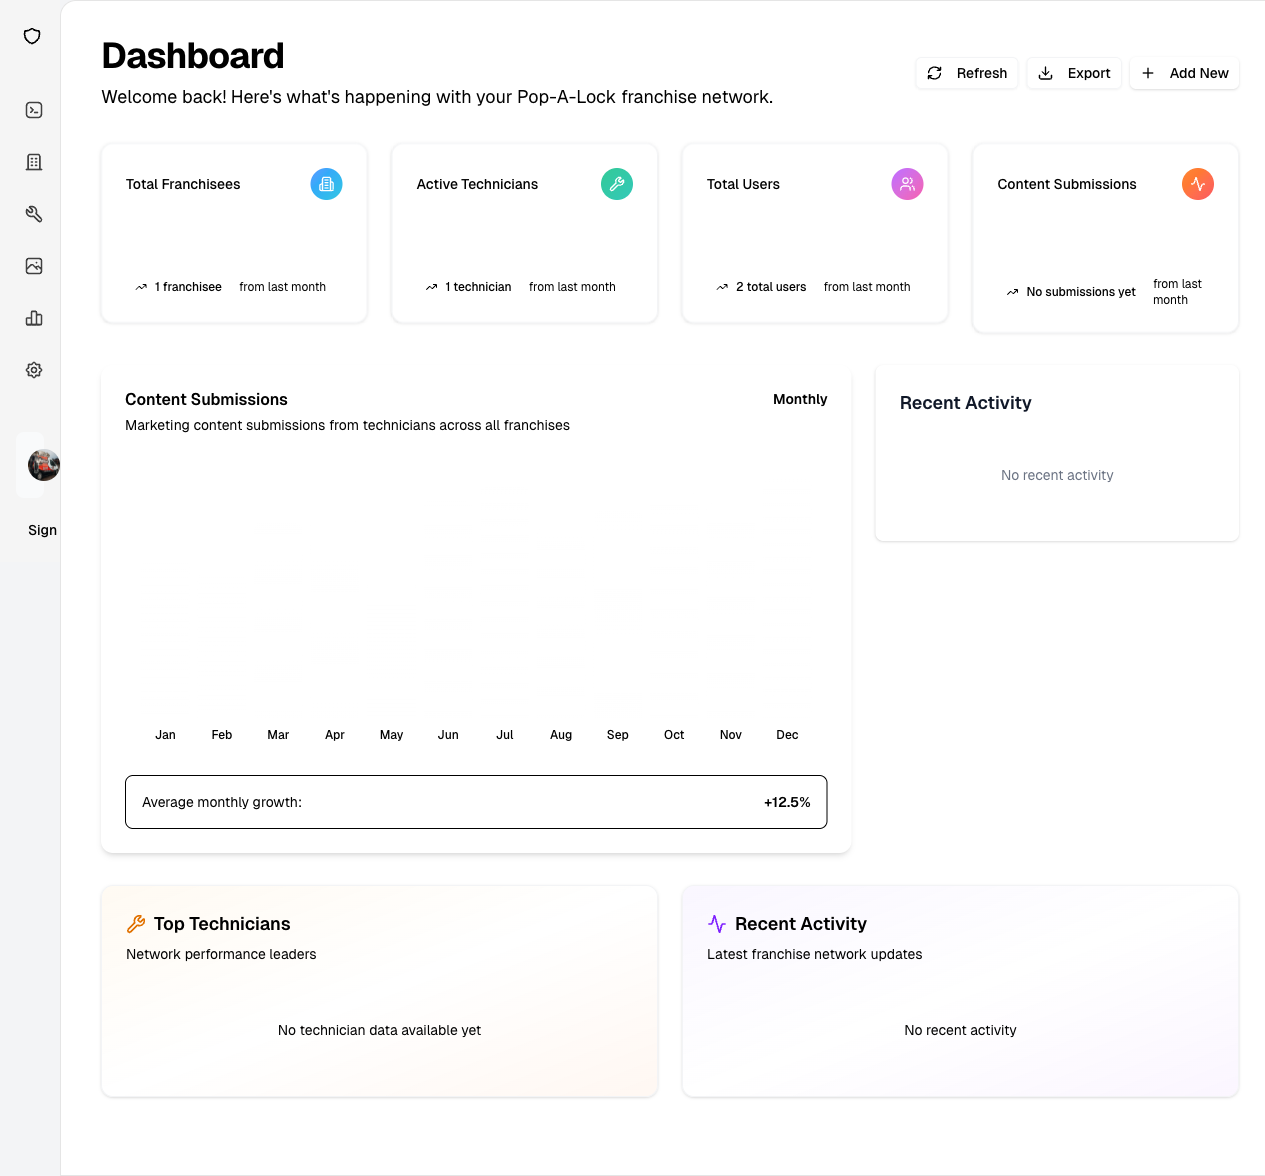 Dashboard
Welcome back! Here's what's happening with your Pop-A-Lock franchise network.
Refresh
Export
Add New
Total Franchisees
1 franchisee from last month
Active Technicians
1 technician from last month
Total Users
2 total users from last month
Content Submissions
No submissions yet
from last
month
Sign
Content Submissions
Monthly
Marketing content submissions from technicians across all franchises
Jan Feb Mar Apr May Jun Jul Aug Sep Oct Nov Dec
Average monthly growth: +12.5%
Recent Activity
No recent activity
Top Technicians
Network performance leaders
No technician data available yet
Recent Activity
Latest franchise network updates
No recent activity